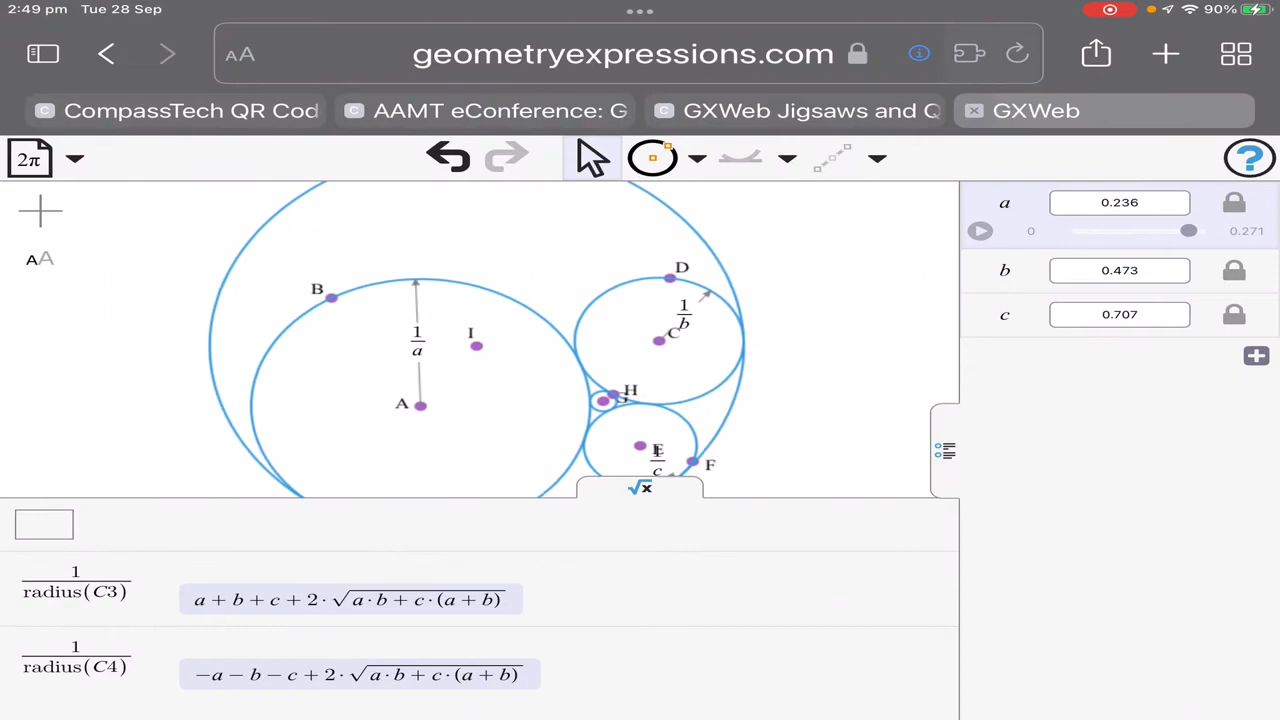 2:49 pm Tue 28 Sep
90%
AA
geometryexpressions.com
CompassTech QR Cod
AAMT eConference: G
GXWeb Jigsaws and Q
GXWeb
2π
?
AA
a 0.236
0 0.271
b 0.473
c 0.707
B
D
1/a
I
1/b
C
A
H
G
E
1/c
F
√x
1/radius(C3) a + b + c + 2·√(a·b + c·(a + b))
1/radius(C4) −a − b − c + 2·√(a·b + c·(a + b))